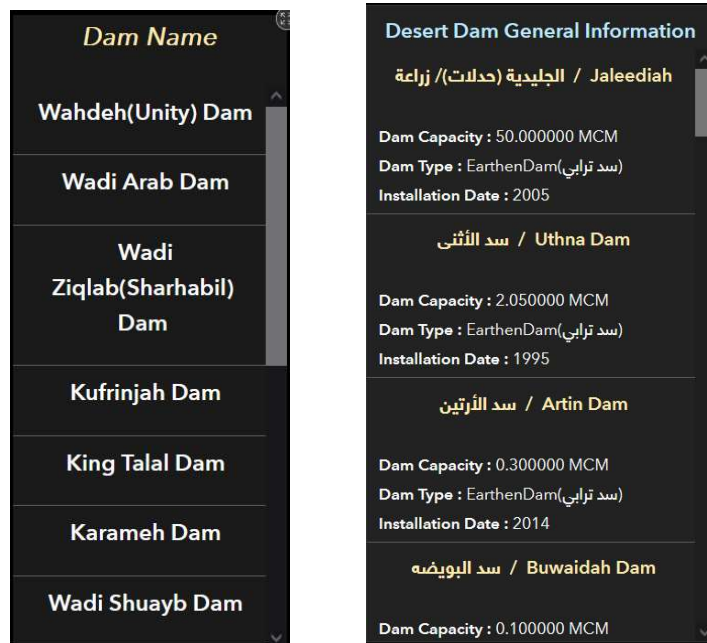 Dam Name
Wahdeh(Unity) Dam
Wadi Arab Dam
Wadi
Ziqlab(Sharhabil)
Dam
Kufrinjah Dam
King Talal Dam
Karameh Dam
Wadi Shuayb Dam
Desert Dam General Information
الجليدية (حدلات)/ زراعة / Jaleediah
Dam Capacity : 50.000000 MCM
Dam Type : EarthenDam(سد ترابي)
Installation Date : 2005
سد الأثنى / Uthna Dam
Dam Capacity : 2.050000 MCM
Dam Type : EarthenDam(سد ترابي)
Installation Date : 1995
سد الأرتين / Artin Dam
Dam Capacity : 0.300000 MCM
Dam Type : EarthenDam(سد ترابي)
Installation Date : 2014
سد البويضه / Buwaidah Dam
Dam Capacity : 0.100000 MCM